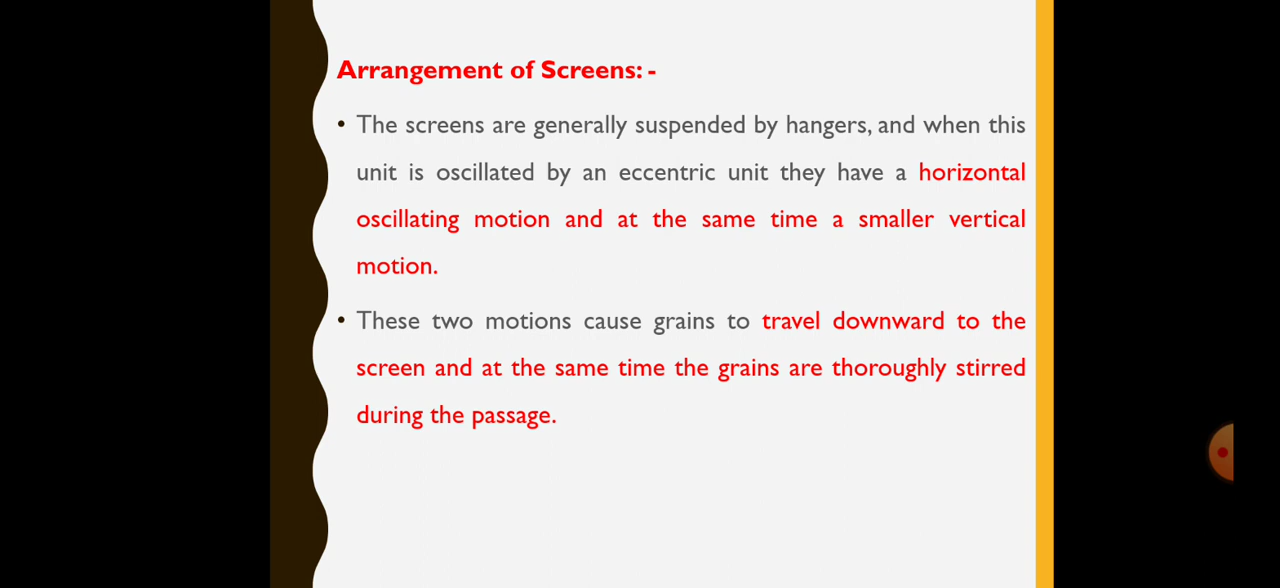 Arrangement of Screens: -
• The screens are generally suspended by hangers, and when this
unit is oscillated by an eccentric unit they have a horizontal
oscillating motion and at the same time a smaller vertical
motion.
• These two motions cause grains to travel downward to the
screen and at the same time the grains are thoroughly stirred
during the passage.